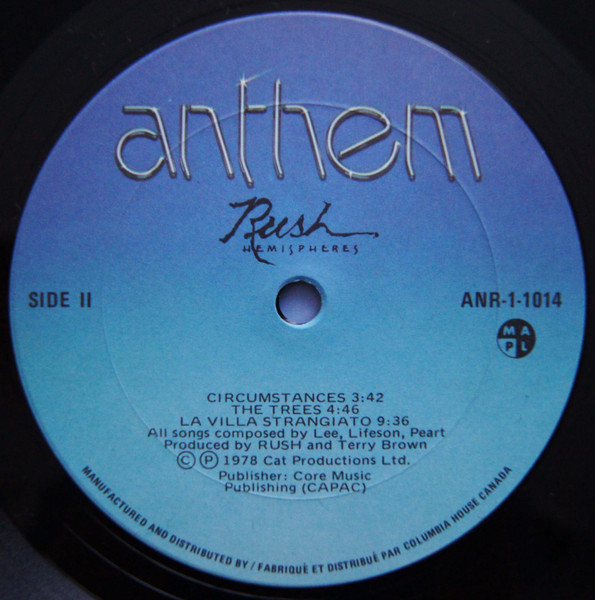 anthem
Rush
HEMISPHERES
SIDE II
ANR-1-1014
M A
P L
CIRCUMSTANCES 3:42
THE TREES 4:46
LA VILLA STRANGIATO 9:36
All songs composed by Lee, Lifeson, Peart
Produced by RUSH and Terry Brown
© ℗ 1978 Cat Productions Ltd.
Publisher: Core Music
Publishing (CAPAC)
MANUFACTURED AND DISTRIBUTED BY / FABRIQUÉ ET DISTRIBUÉ PAR COLUMBIA HOUSE CANADA